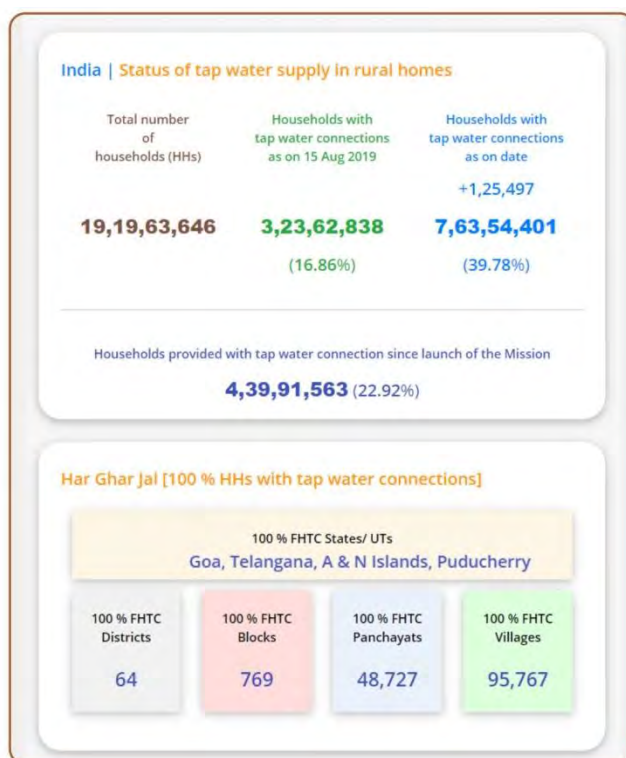 India | Status of tap water supply in rural homes
Total number
of
households (HHs)
Households with
tap water connections
as on 15 Aug 2019
Households with
tap water connections
as on date
+1,25,497
19,19,63,646
3,23,62,838
7,63,54,401
(16.86%)
(39.78%)
Households provided with tap water connection since launch of the Mission
4,39,91,563 (22.92%)
Har Ghar Jal [100 % HHs with tap water connections]
100 % FHTC States/ UTs
Goa, Telangana, A & N Islands, Puducherry
100 % FHTC
Districts
64
100 % FHTC
Blocks
769
100 % FHTC
Panchayats
48,727
100 % FHTC
Villages
95,767